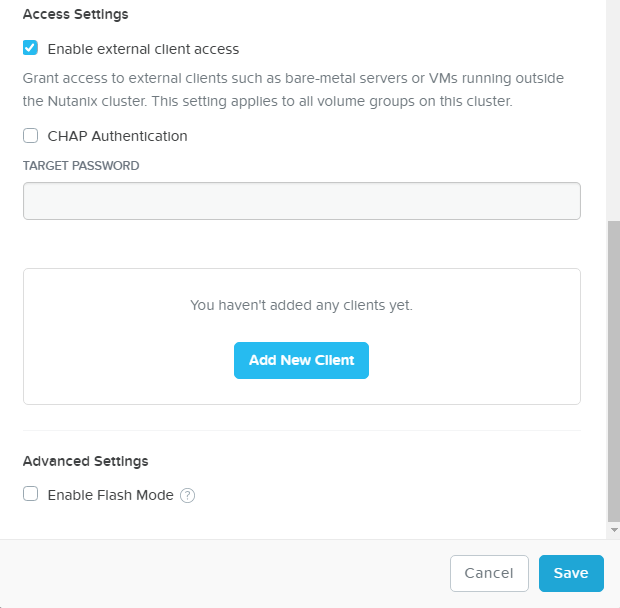 Access Settings
Enable external client access
Grant access to external clients such as bare-metal servers or VMs running outside
the Nutanix cluster. This setting applies to all volume groups on this cluster.
CHAP Authentication
TARGET PASSWORD
You haven't added any clients yet.
Add New Client
Advanced Settings
Enable Flash Mode ?
Cancel Save